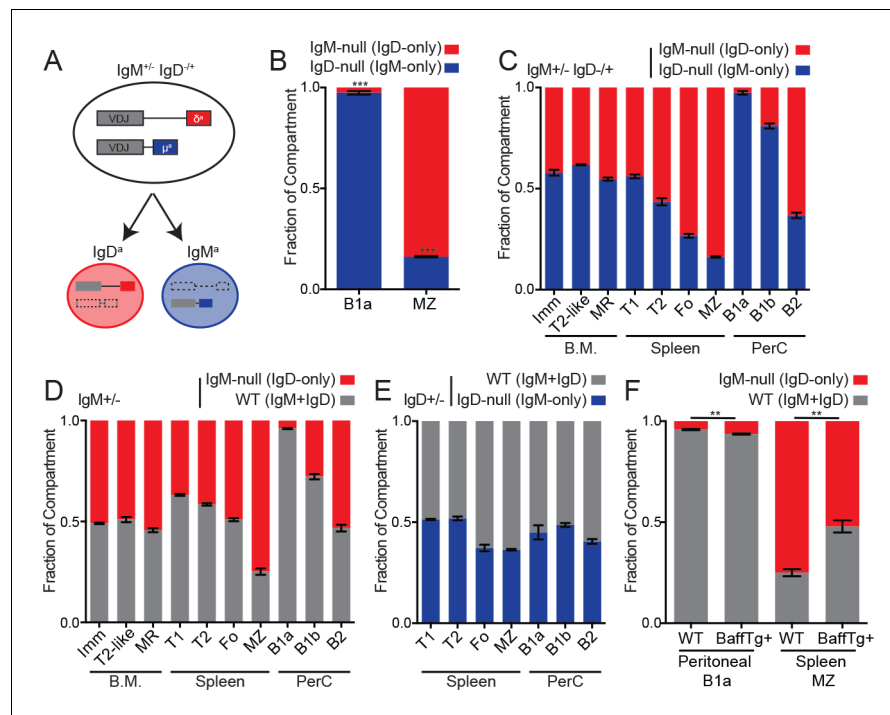 A
IgM+/- IgD-/+
VDJ
δᵃ
VDJ
μᵃ
IgDᵃ
IgMᵃ
B
IgM-null (IgD-only)
IgD-null (IgM-only)
Fraction of Compartment
1.0
0.5
0.0
***
***
B1a
MZ
C
IgM+/- IgD-/+
IgM-null (IgD-only)
IgD-null (IgM-only)
Fraction of Compartment
1.0
0.5
0.0
Imm
T2-like
MR
T1
T2
Fo
MZ
B1a
B1b
B2
B.M.
Spleen
PerC
D
IgM+/-
IgM-null (IgD-only)
WT (IgM+IgD)
Fraction of Compartment
1.0
0.5
0.0
Imm
T2-like
MR
T1
T2
Fo
MZ
B1a
B1b
B2
B.M.
Spleen
PerC
E
IgD+/-
WT (IgM+IgD)
IgD-null (IgM-only)
Fraction of Compartment
1.0
0.5
0.0
T1
T2
Fo
MZ
B1a
B1b
B2
Spleen
PerC
F
IgM-null (IgD-only)
WT (IgM+IgD)
Fraction of Compartment
1.0
0.5
0.0
**
**
WT
BaffTg+
WT
BaffTg+
Peritoneal
B1a
Spleen
MZ